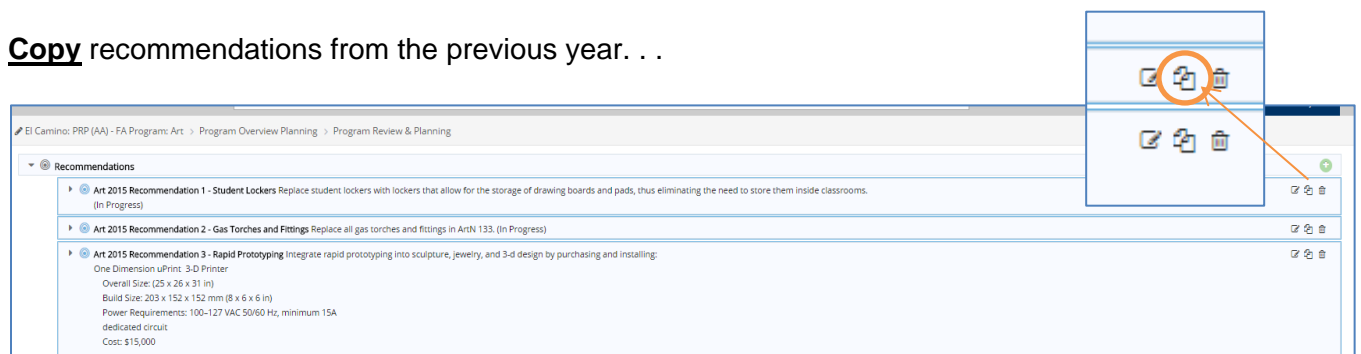 Copy recommendations from the previous year. . .
El Camino: PRP (AA) - FA Program: Art > Program Overview Planning > Program Review & Planning
Recommendations
Art 2015 Recommendation 1 - Student Lockers Replace student lockers with lockers that allow for the storage of drawing boards and pads, thus eliminating the need to store them inside classrooms.
(In Progress)
Art 2015 Recommendation 2 - Gas Torches and Fittings Replace all gas torches and fittings in ArtN 133. (In Progress)
Art 2015 Recommendation 3 - Rapid Prototyping Integrate rapid prototyping into sculpture, jewelry, and 3-d design by purchasing and installing:
One Dimension uPrint 3-D Printer
Overall Size: (25 x 26 x 31 in)
Build Size: 203 x 152 x 152 mm (8 x 6 x 6 in)
Power Requirements: 100–127 VAC 50/60 Hz, minimum 15A
dedicated circuit
Cost: $15,000